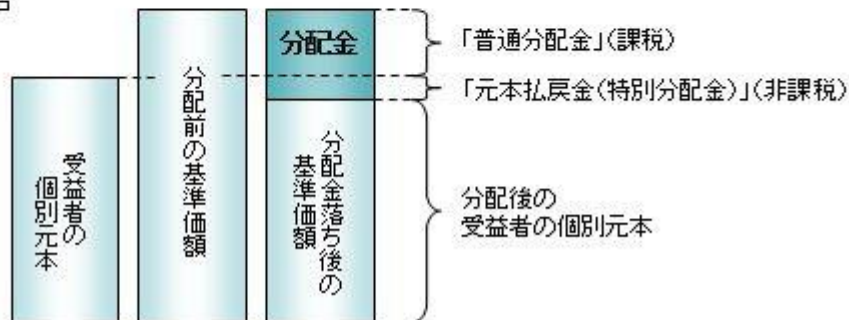 分配金
「普通分配金」(課税)
「元本払戻金(特別分配金)」(非課税)
受益者の
個別元本
分配前の基準価額
分配金落ち後の
基準価額
分配後の
受益者の個別元本